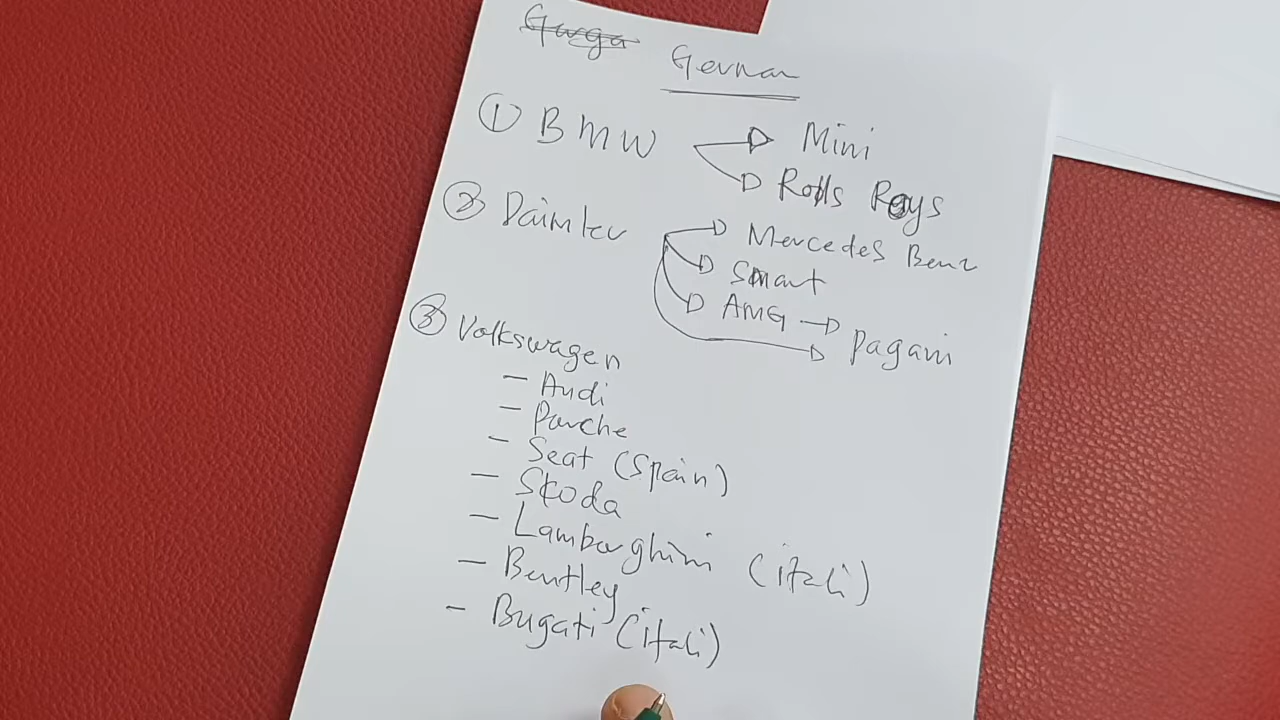 German
① BMW → Mini
→ Rolls Roys
② Daimler → Mercedes Benz
→ Smart
→ AMG → Pagani
③ Volkswagen
- Audi
- Porche
- Seat (Spain)
- Skoda
- Lamborghini (itali)
- Bentley
- Bugati (itali)